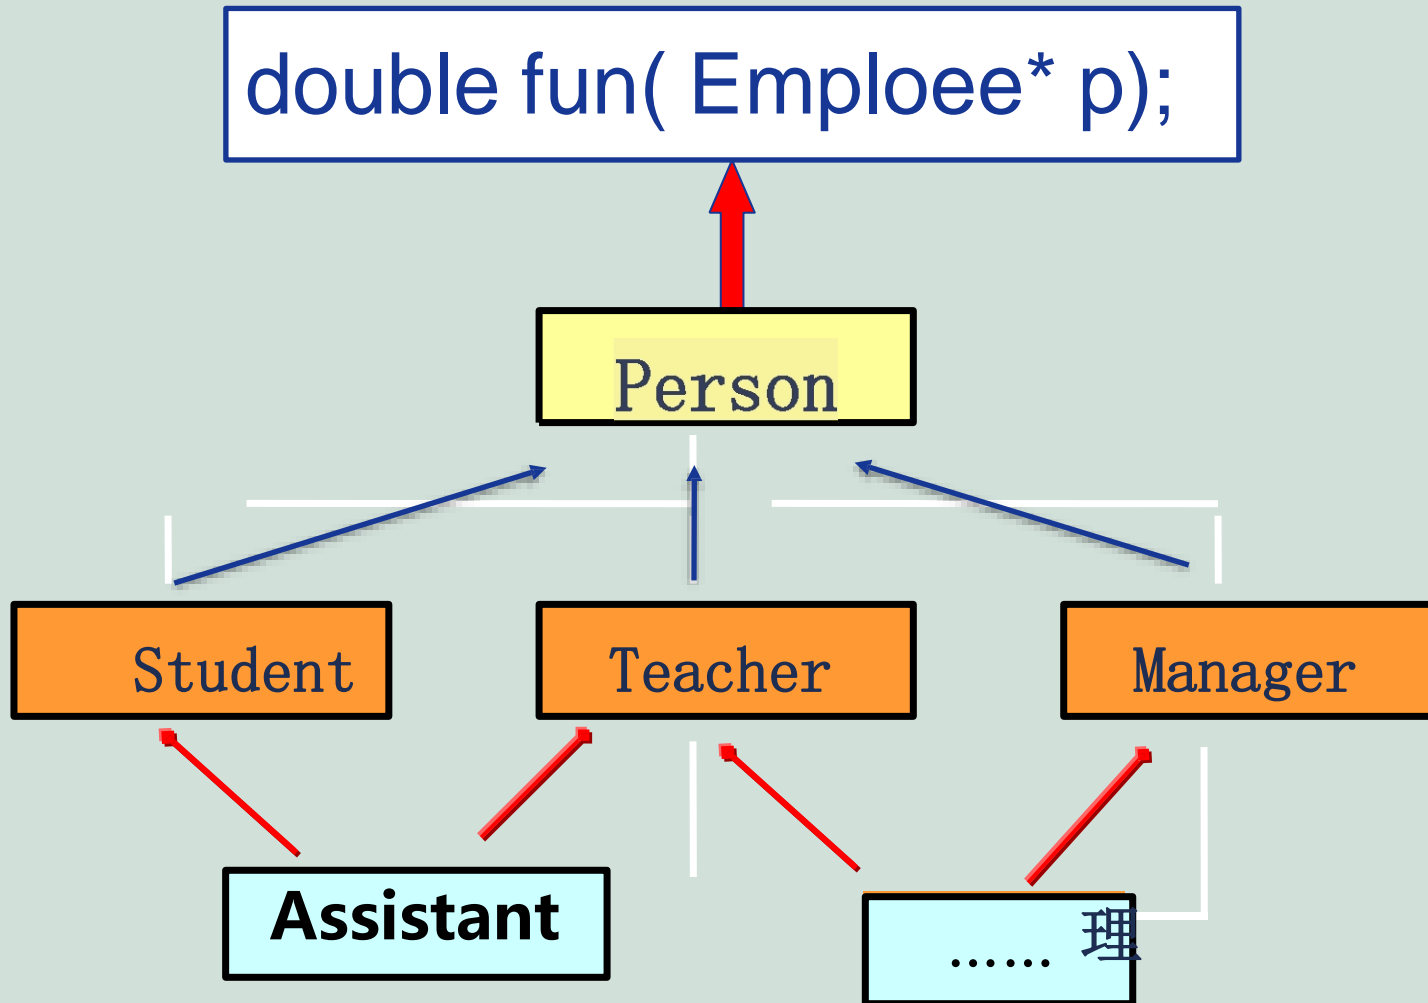 double fun( Emploee* p);
Person
Student
Teacher
Manager
Assistant
…… 理